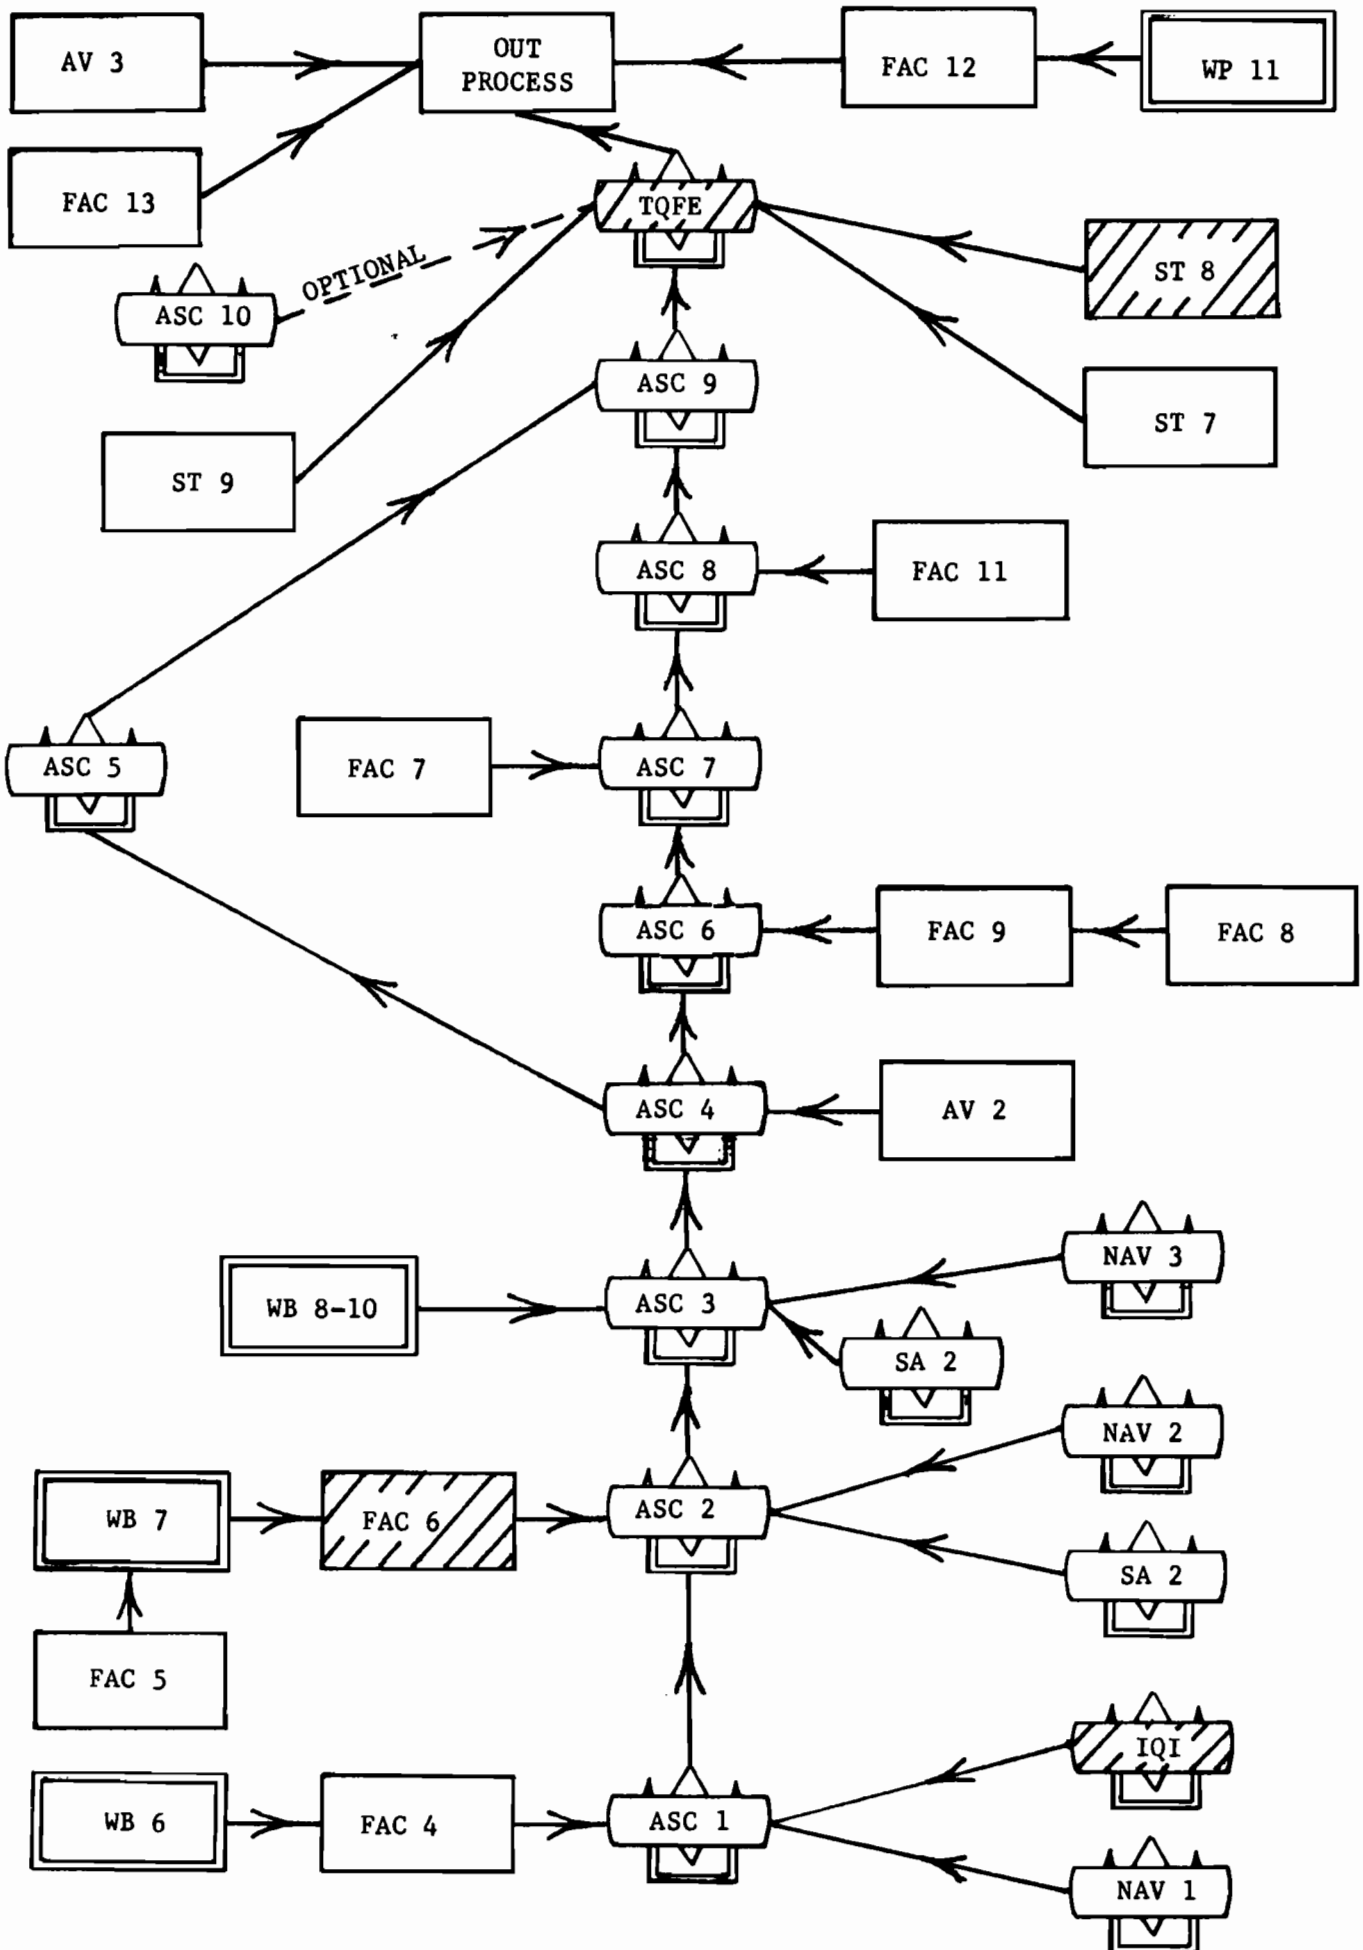 AV 3
OUT
PROCESS
FAC 12
WP 11
FAC 13
TQFE
ST 8
OPTIONAL
ASC 10
ASC 9
ST 7
ST 9
ASC 8
FAC 11
ASC 5
FAC 7
ASC 7
ASC 6
FAC 9
FAC 8
ASC 4
AV 2
NAV 3
WB 8-10
ASC 3
SA 2
NAV 2
WB 7
FAC 6
ASC 2
SA 2
FAC 5
IQI
WB 6
FAC 4
ASC 1
NAV 1